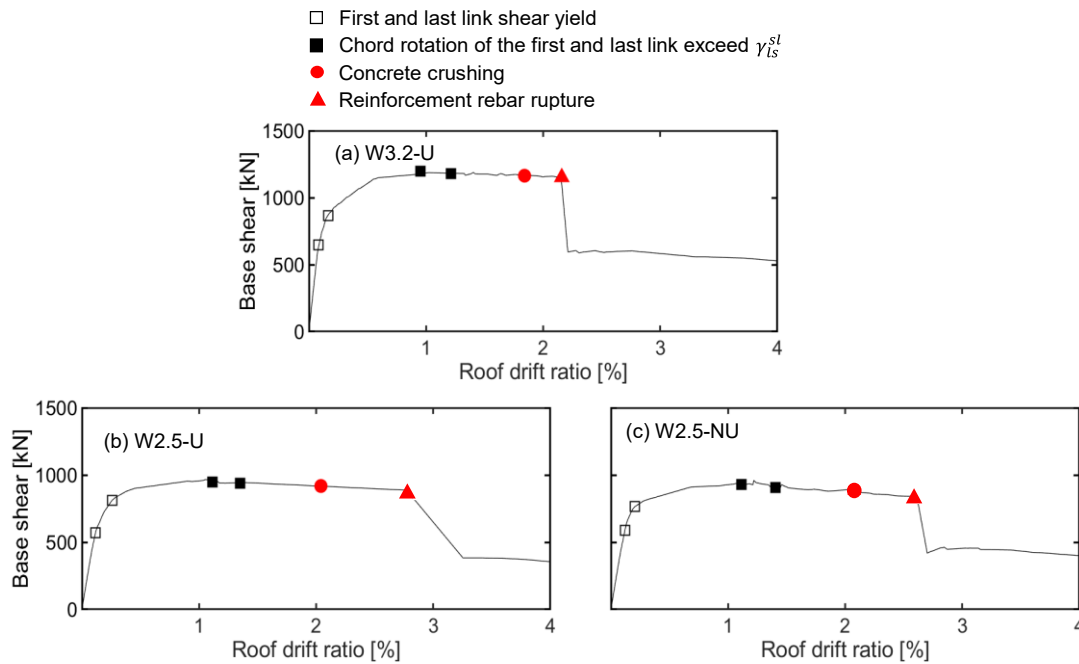 First and last link shear yield
Chord rotation of the first and last link exceed γ_ls^sl
Concrete crushing
Reinforcement rebar rupture
1500
(a) W3.2-U
1000
500
0
Base shear [kN]
1 2 3 4
Roof drift ratio [%]
1500
(b) W2.5-U
1000
500
0
Base shear [kN]
1 2 3 4
Roof drift ratio [%]
(c) W2.5-NU
1 2 3 4
Roof drift ratio [%]